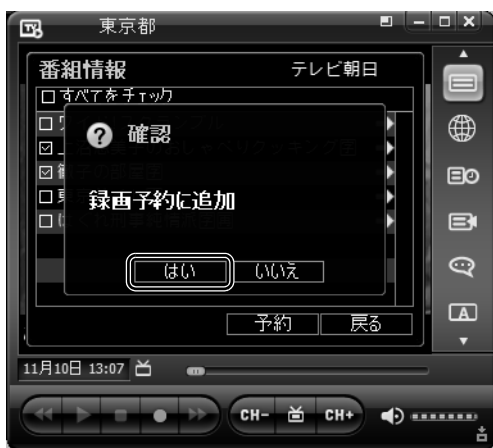 東京都
番組情報 テレビ朝日
すべてをチェック
確認
録画予約に追加
はい いいえ
予約 戻る
11月10日 13:07
CH- CH+